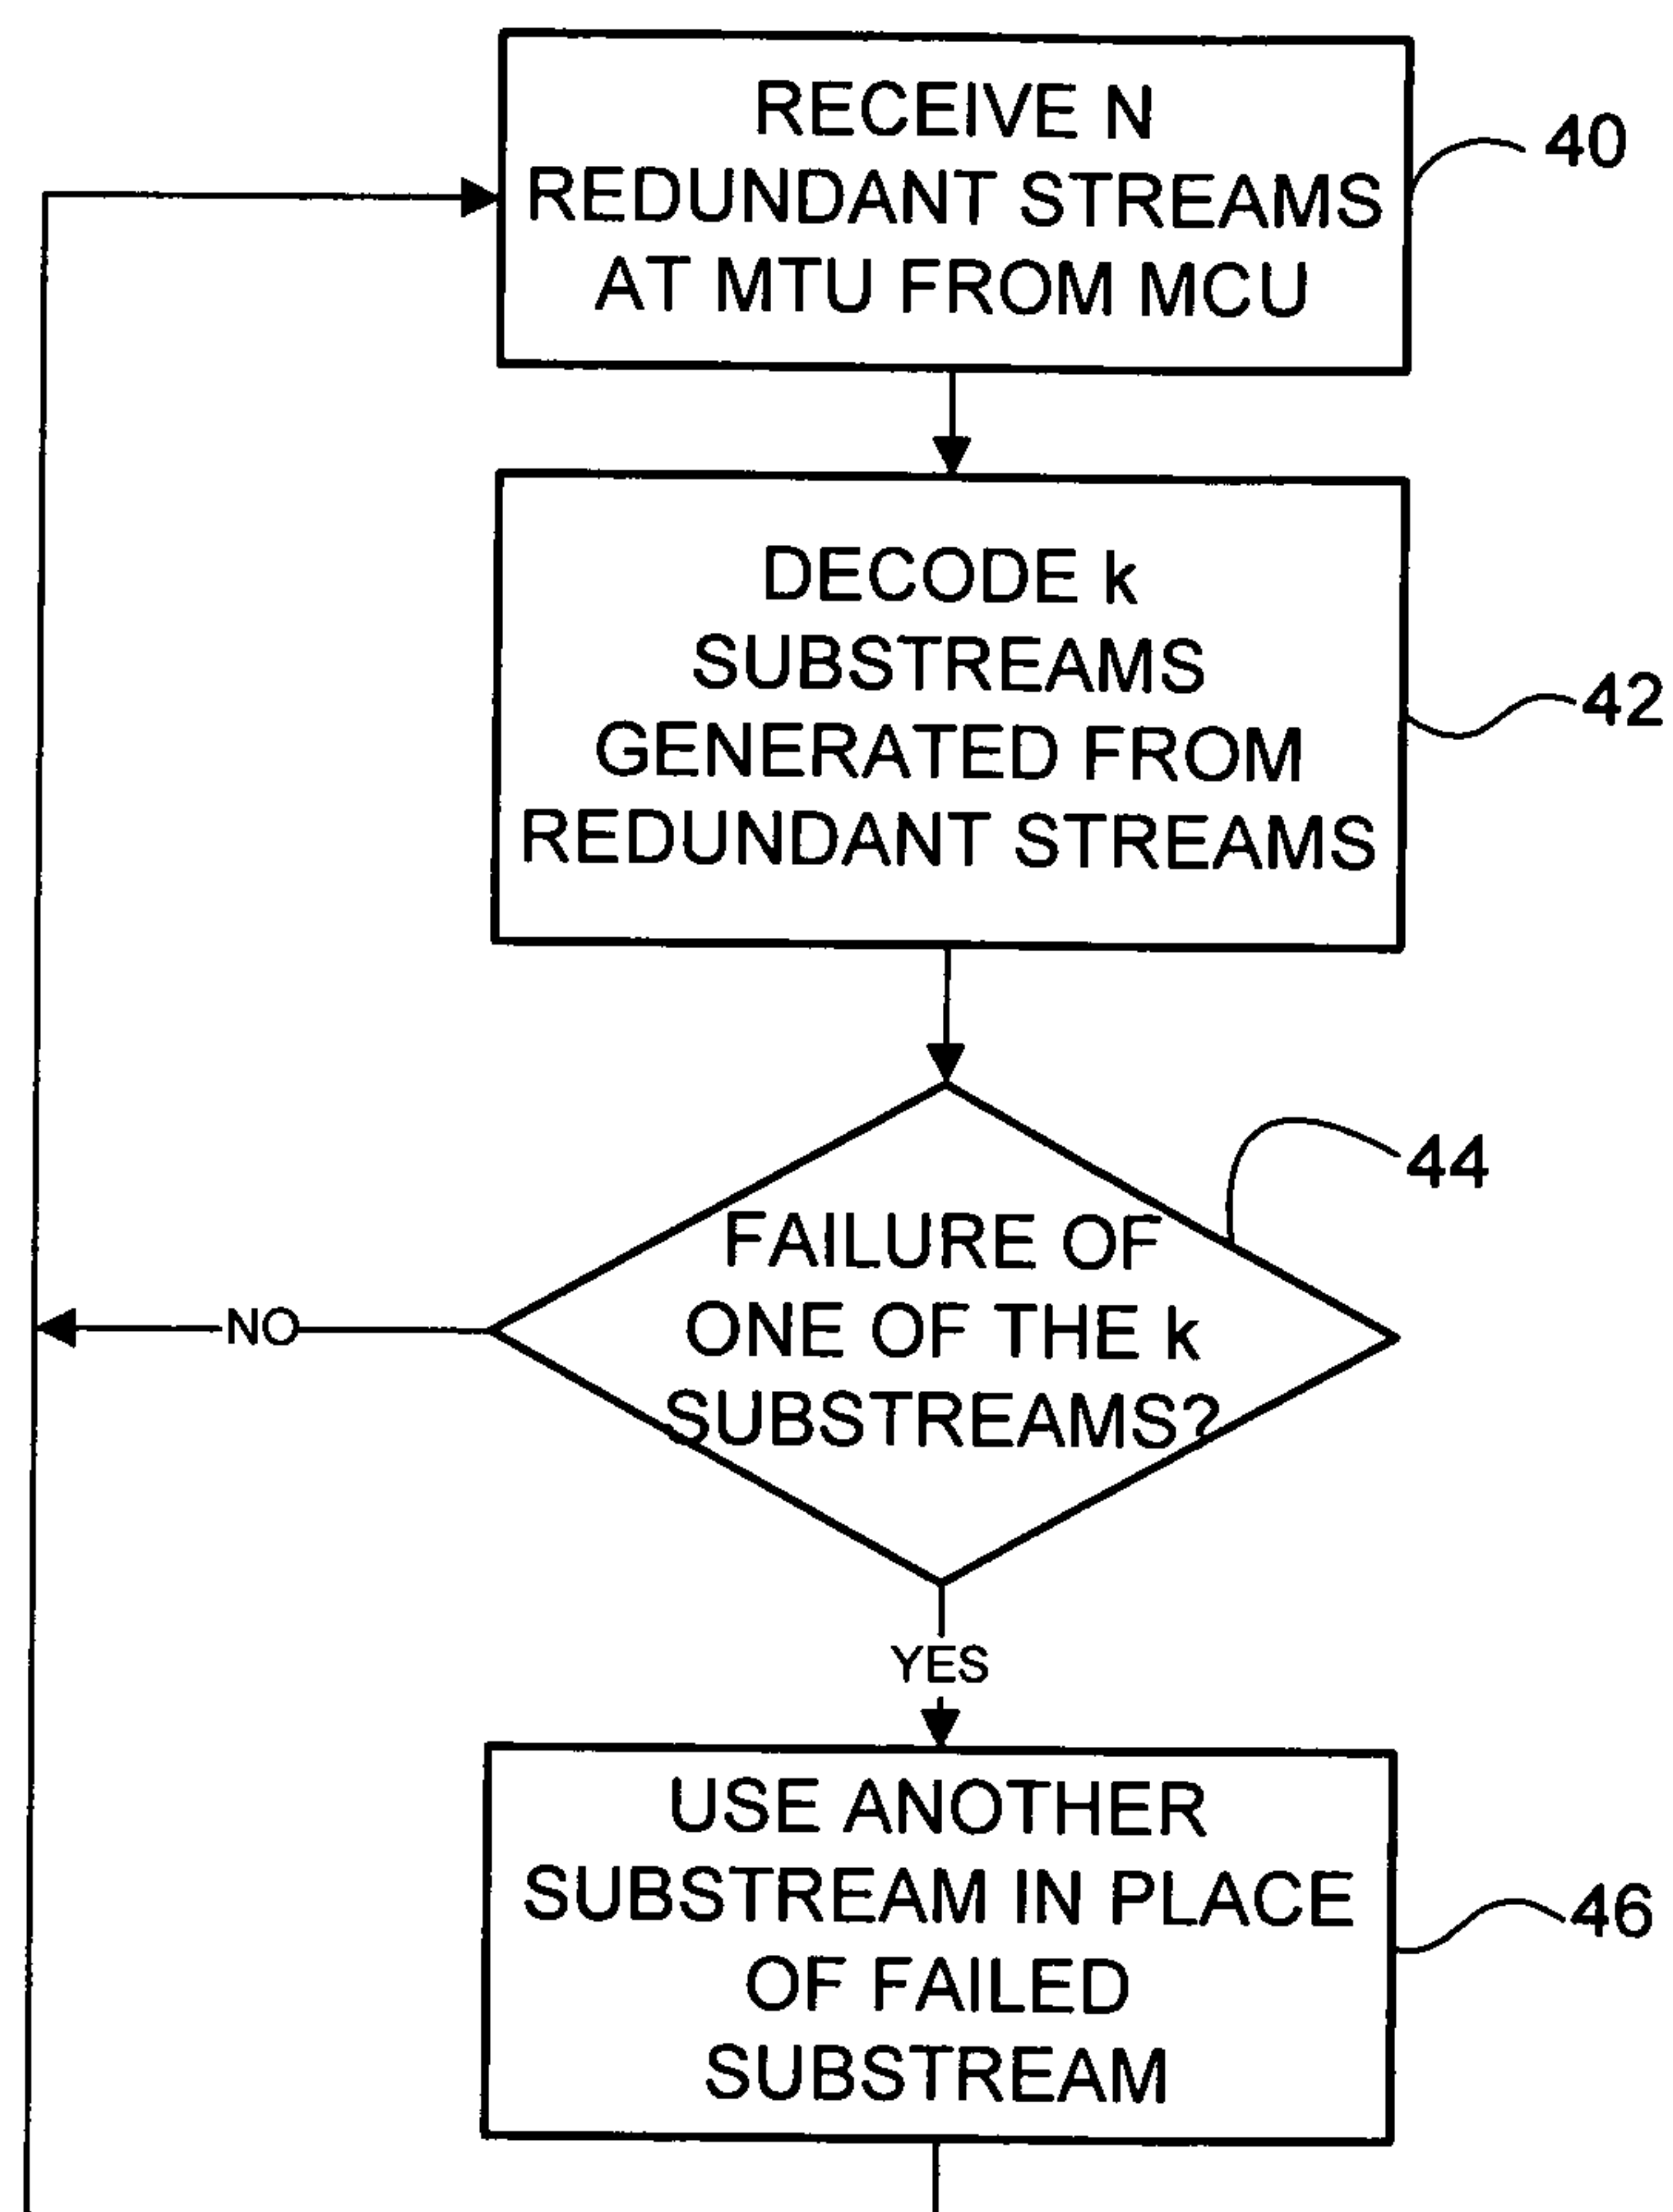 RECEIVE N
REDUNDANT STREAMS
AT MTU FROM MCU
40
DECODE k
SUBSTREAMS
GENERATED FROM
REDUNDANT STREAMS
42
44
FAILURE OF
ONE OF THE k
SUBSTREAMS?
NO
YES
USE ANOTHER
SUBSTREAM IN PLACE
OF FAILED
SUBSTREAM
46